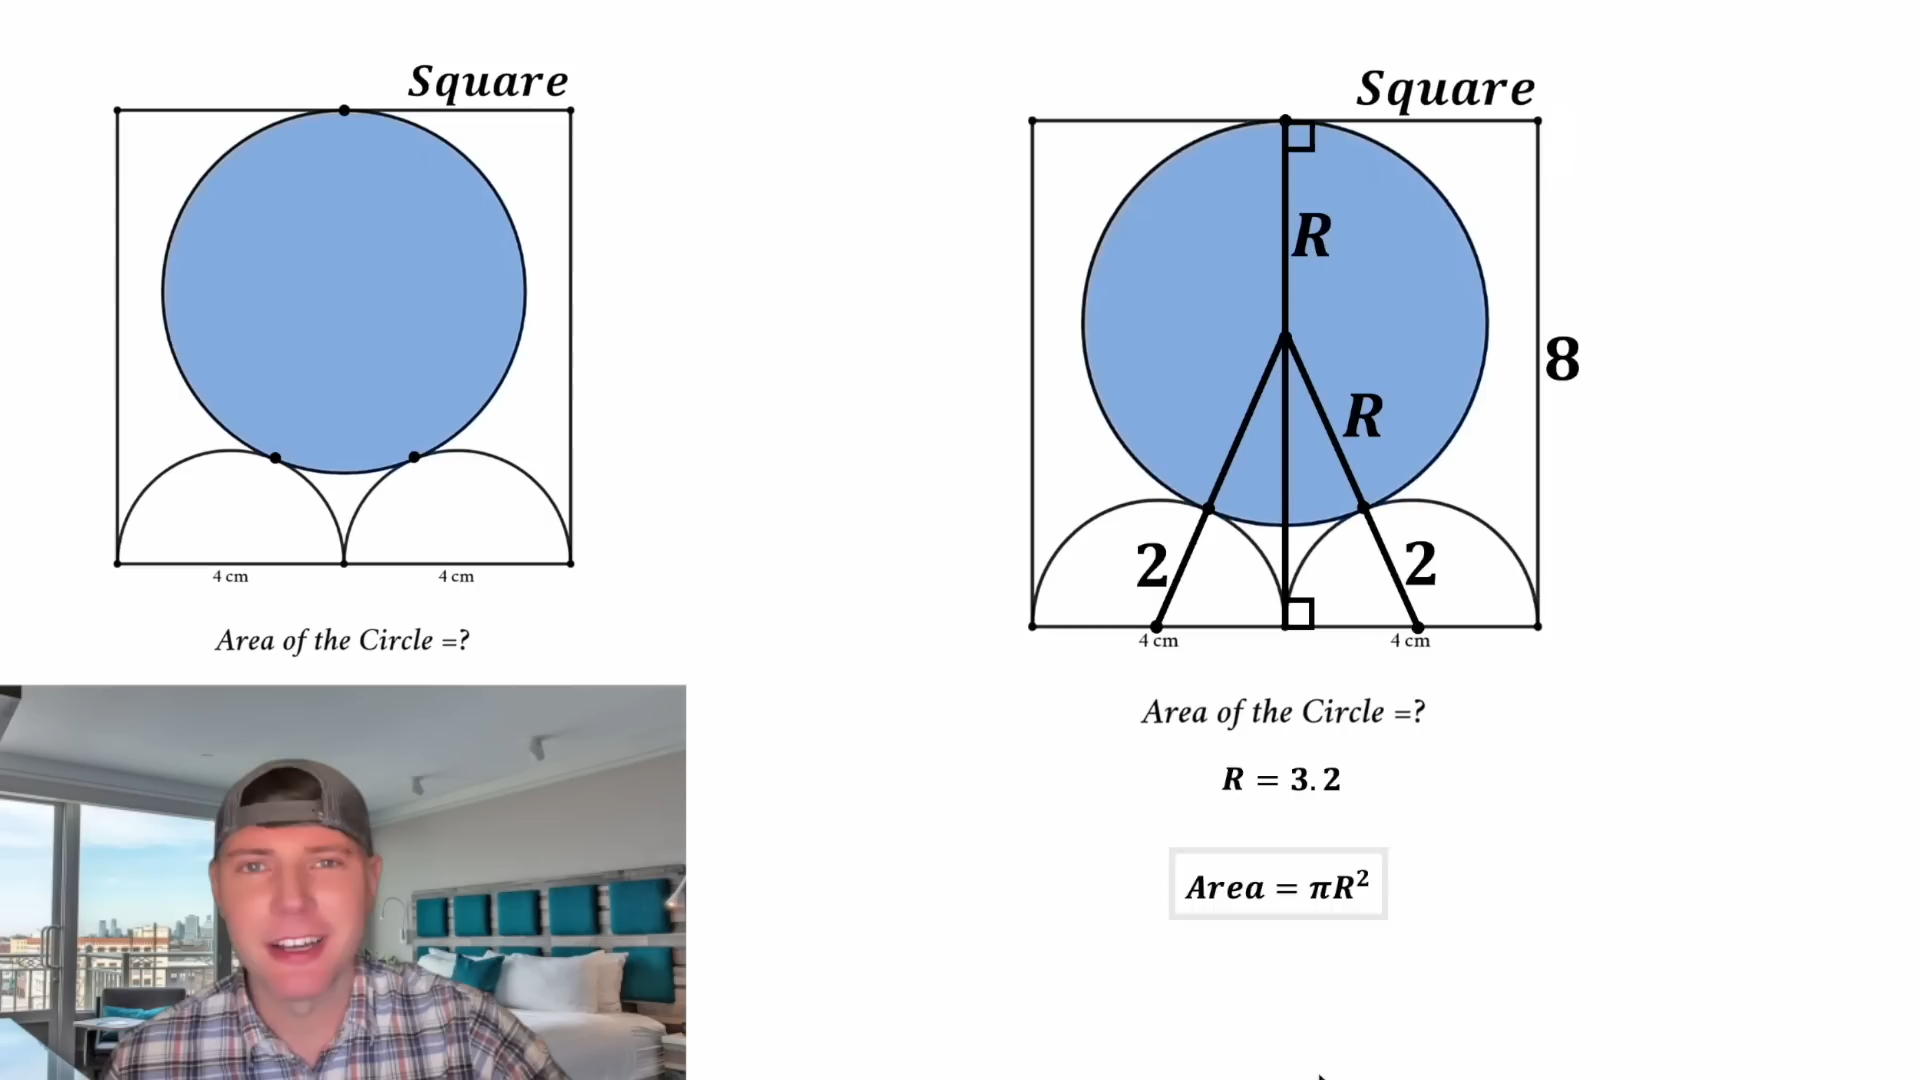 Square
4 cm 4 cm
Area of the Circle =?
Square
R
8
R
2 2
4 cm 4 cm
Area of the Circle =?
R = 3.2
Area = πR²